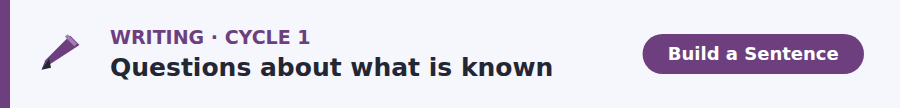 WRITING · CYCLE 1
Questions about what is known
Build a Sentence